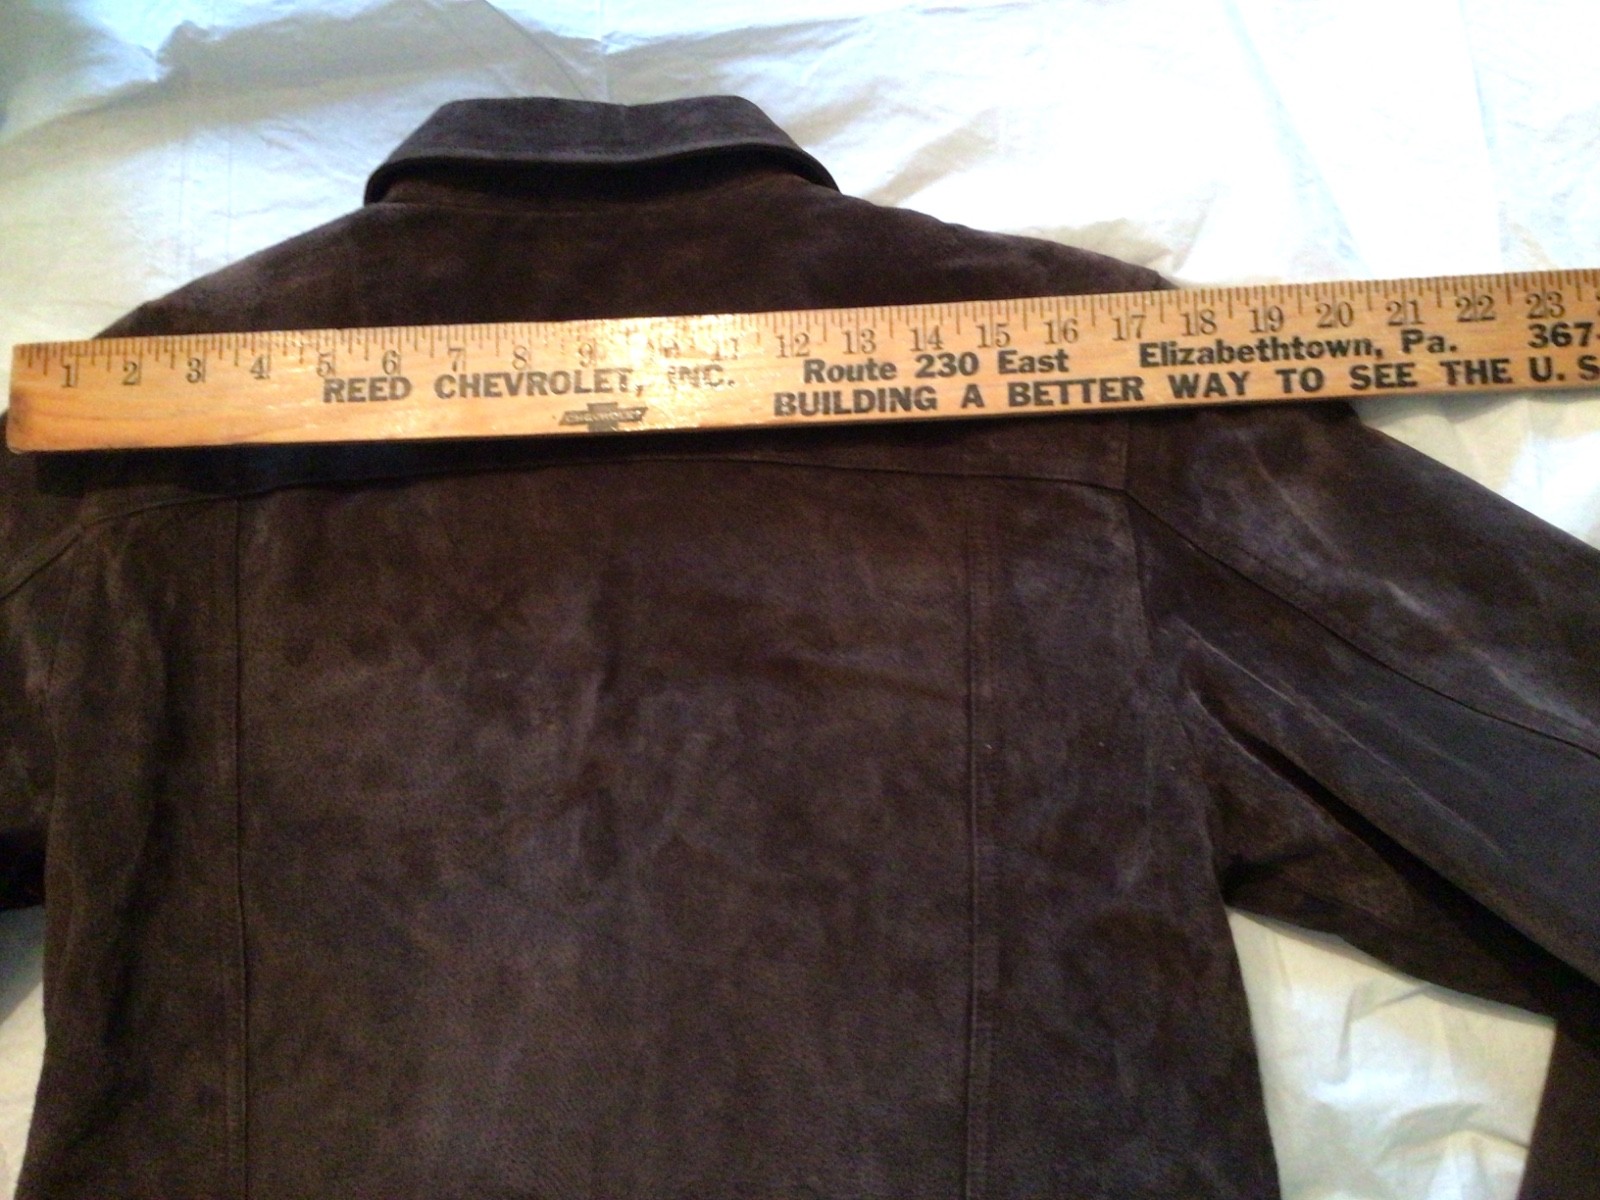 1 2 3 4 5 6 7 8 9 10 11 12 13 14 15 16 17 18 19 20 21 22 23
REED CHEVROLET, INC. Route 230 East Elizabethtown, Pa. 367-
CHEVROLET BUILDING A BETTER WAY TO SEE THE U. S